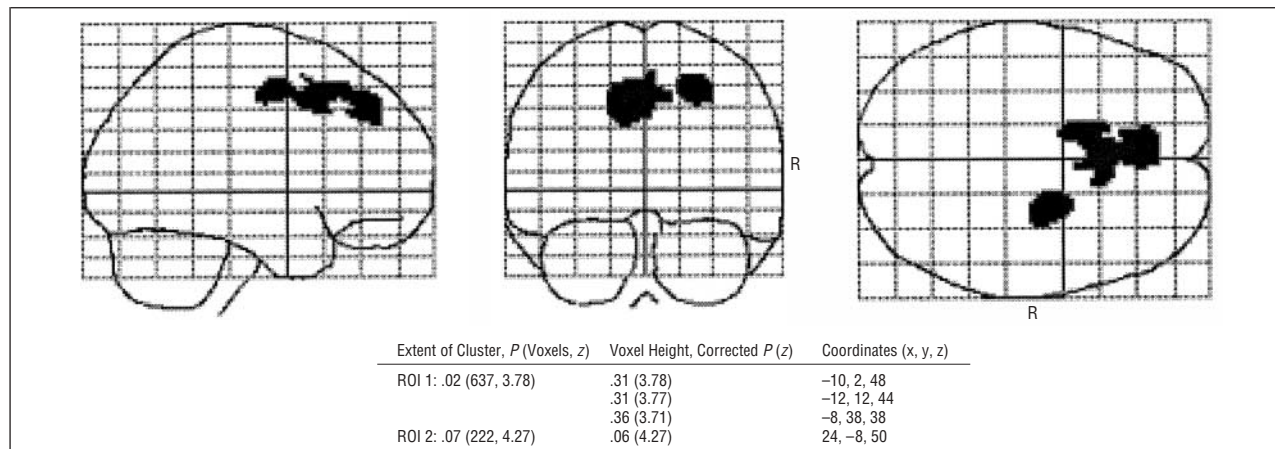 R
R
Extent of Cluster, P (Voxels, z) Voxel Height, Corrected P (z) Coordinates (x, y, z)
ROI 1: .02 (637, 3.78) .31 (3.78) –10, 2, 48
.31 (3.77) –12, 12, 44
.36 (3.71) –8, 38, 38
ROI 2: .07 (222, 4.27) .06 (4.27) 24, –8, 50